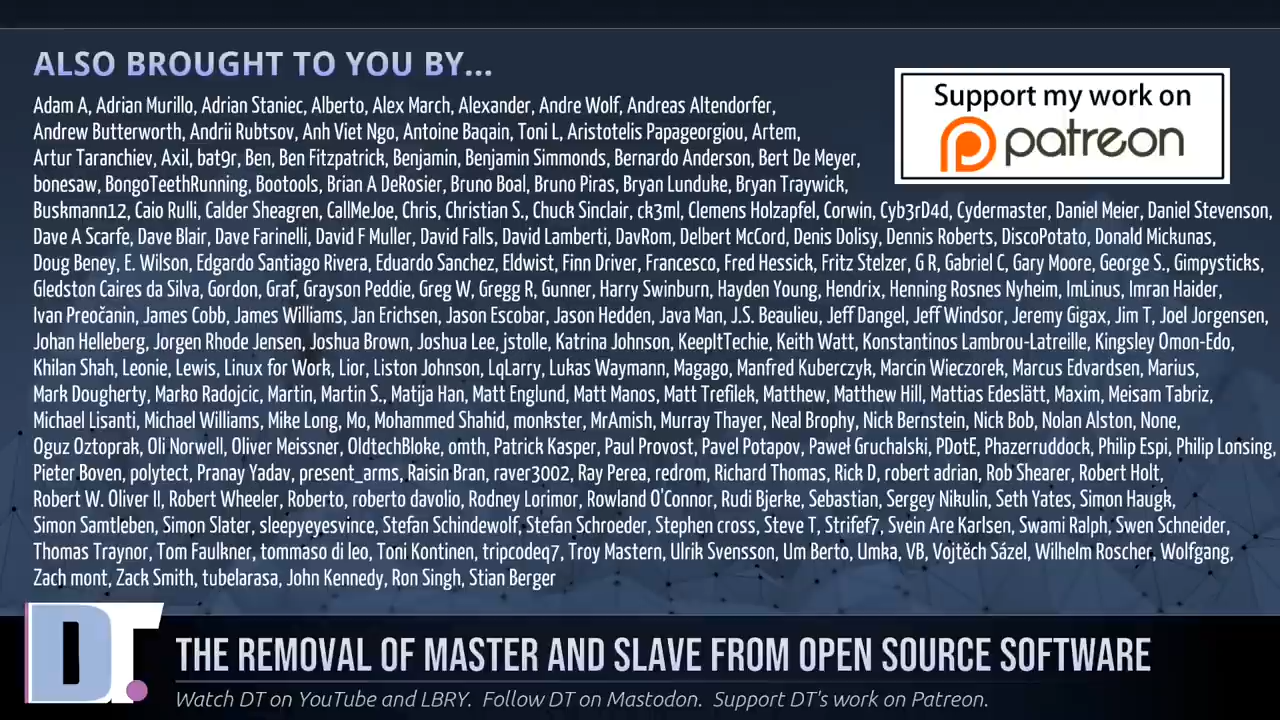 ALSO BROUGHT TO YOU BY...
Adam A, Adrian Murillo, Adrian Staniec, Alberto, Alex March, Alexander, Andre Wolf, Andreas Altendorfer,
Andrew Butterworth, Andrii Rubtsov, Anh Viet Ngo, Antoine Baqain, Toni L, Aristotelis Papageorgiou, Artem,
Artur Taranchiev, Axil, bat9r, Ben, Ben Fitzpatrick, Benjamin, Benjamin Simmonds, Bernardo Anderson, Bert De Meyer,
bonesaw, BongoTeethRunning, Bootools, Brian A DeRosier, Bruno Boal, Bruno Piras, Bryan Lunduke, Bryan Traywick,
Buskmann12, Caio Rulli, Calder Sheagren, CallMeJoe, Chris, Christian S., Chuck Sinclair, ck3ml, Clemens Holzapfel, Corwin, Cyb3rD4d, Cydermaster, Daniel Meier, Daniel Stevenson,
Dave A Scarfe, Dave Blair, Dave Farinelli, David F Muller, David Falls, David Lamberti, DavRom, Delbert McCord, Denis Dolisy, Dennis Roberts, DiscoPotato, Donald Mickunas,
Doug Beney, E. Wilson, Edgardo Santiago Rivera, Eduardo Sanchez, Eldwist, Finn Driver, Francesco, Fred Hessick, Fritz Stelzer, G R, Gabriel C, Gary Moore, George S., Gimpysticks,
Gledston Caires da Silva, Gordon, Graf, Grayson Peddie, Greg W, Gregg R, Gunner, Harry Swinburn, Hayden Young, Hendrix, Henning Rosnes Nyheim, ImLinus, Imran Haider,
Ivan Preočanin, James Cobb, James Williams, Jan Erichsen, Jason Escobar, Jason Hedden, Java Man, J.S. Beaulieu, Jeff Dangel, Jeff Windsor, Jeremy Gigax, Jim T, Joel Jorgensen,
Johan Helleberg, Jorgen Rhode Jensen, Joshua Brown, Joshua Lee, jstolle, Katrina Johnson, KeepItTechie, Keith Watt, Konstantinos Lambrou-Latreille, Kingsley Omon-Edo,
Khilan Shah, Leonie, Lewis, Linux for Work, Lior, Liston Johnson, LqLarry, Lukas Waymann, Magago, Manfred Kuberczyk, Marcin Wieczorek, Marcus Edvardsen, Marius,
Mark Dougherty, Marko Radojcic, Martin, Martin S., Matija Han, Matt Englund, Matt Manos, Matt Trefilek, Matthew, Matthew Hill, Mattias Edeslätt, Maxim, Meisam Tabriz,
Michael Lisanti, Michael Williams, Mike Long, Mo, Mohammed Shahid, monkster, MrAmish, Murray Thayer, Neal Brophy, Nick Bernstein, Nick Bob, Nolan Alston, None,
Oguz Oztoprak, Oli Norwell, Oliver Meissner, OldtechBloke, omth, Patrick Kasper, Paul Provost, Pavel Potapov, Paweł Gruchalski, PDotE, Phazerruddock, Philip Espi, Philip Lonsing,
Pieter Boven, polytect, Pranay Yadav, present_arms, Raisin Bran, raver3002, Ray Perea, redrom, Richard Thomas, Rick D, robert adrian, Rob Shearer, Robert Holt,
Robert W. Oliver II, Robert Wheeler, Roberto, roberto davolio, Rodney Lorimor, Rowland O'Connor, Rudi Bjerke, Sebastian, Sergey Nikulin, Seth Yates, Simon Haugk,
Simon Samtleben, Simon Slater, sleepyeyesvince, Stefan Schindewolf, Stefan Schroeder, Stephen cross, Steve T, Strifef7, Svein Are Karlsen, Swami Ralph, Swen Schneider,
Thomas Traynor, Tom Faulkner, tommaso di leo, Toni Kontinen, tripcodeq7, Troy Mastern, Ulrik Svensson, Um Berto, Umka, VB, Vojtěch Sázel, Wilhelm Roscher, Wolfgang,
Zach mont, Zack Smith, tubelarasa, John Kennedy, Ron Singh, Stian Berger
Support my work on
patreon
DT.
THE REMOVAL OF MASTER AND SLAVE FROM OPEN SOURCE SOFTWARE
Watch DT on YouTube and LBRY. Follow DT on Mastodon. Support DT's work on Patreon.